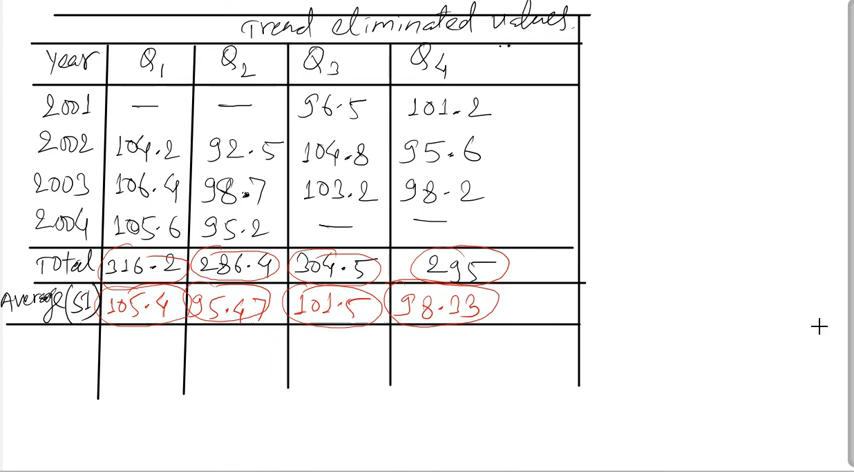 Trend eliminated values.
Year Q1 Q2 Q3 Q4
2001 — — 96.5 101.2
2002 104.2 92.5 104.8 95.6
2003 106.4 98.7 103.2 98.2
2004 105.6 95.2 — —
Total 316.2 286.4 304.5 295
Average(SI) 105.4 95.47 101.5 98.33